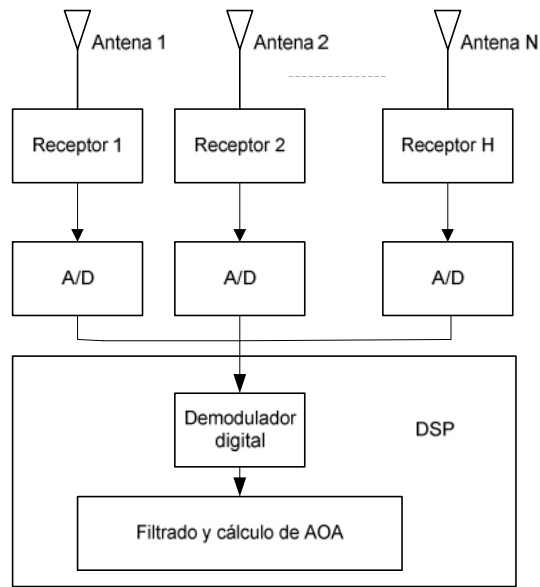 Antena 1
Antena 2
Antena N
Receptor 1
Receptor 2
Receptor H
A/D
A/D
A/D
Demodulador
digital
DSP
Filtrado y cálculo de AOA